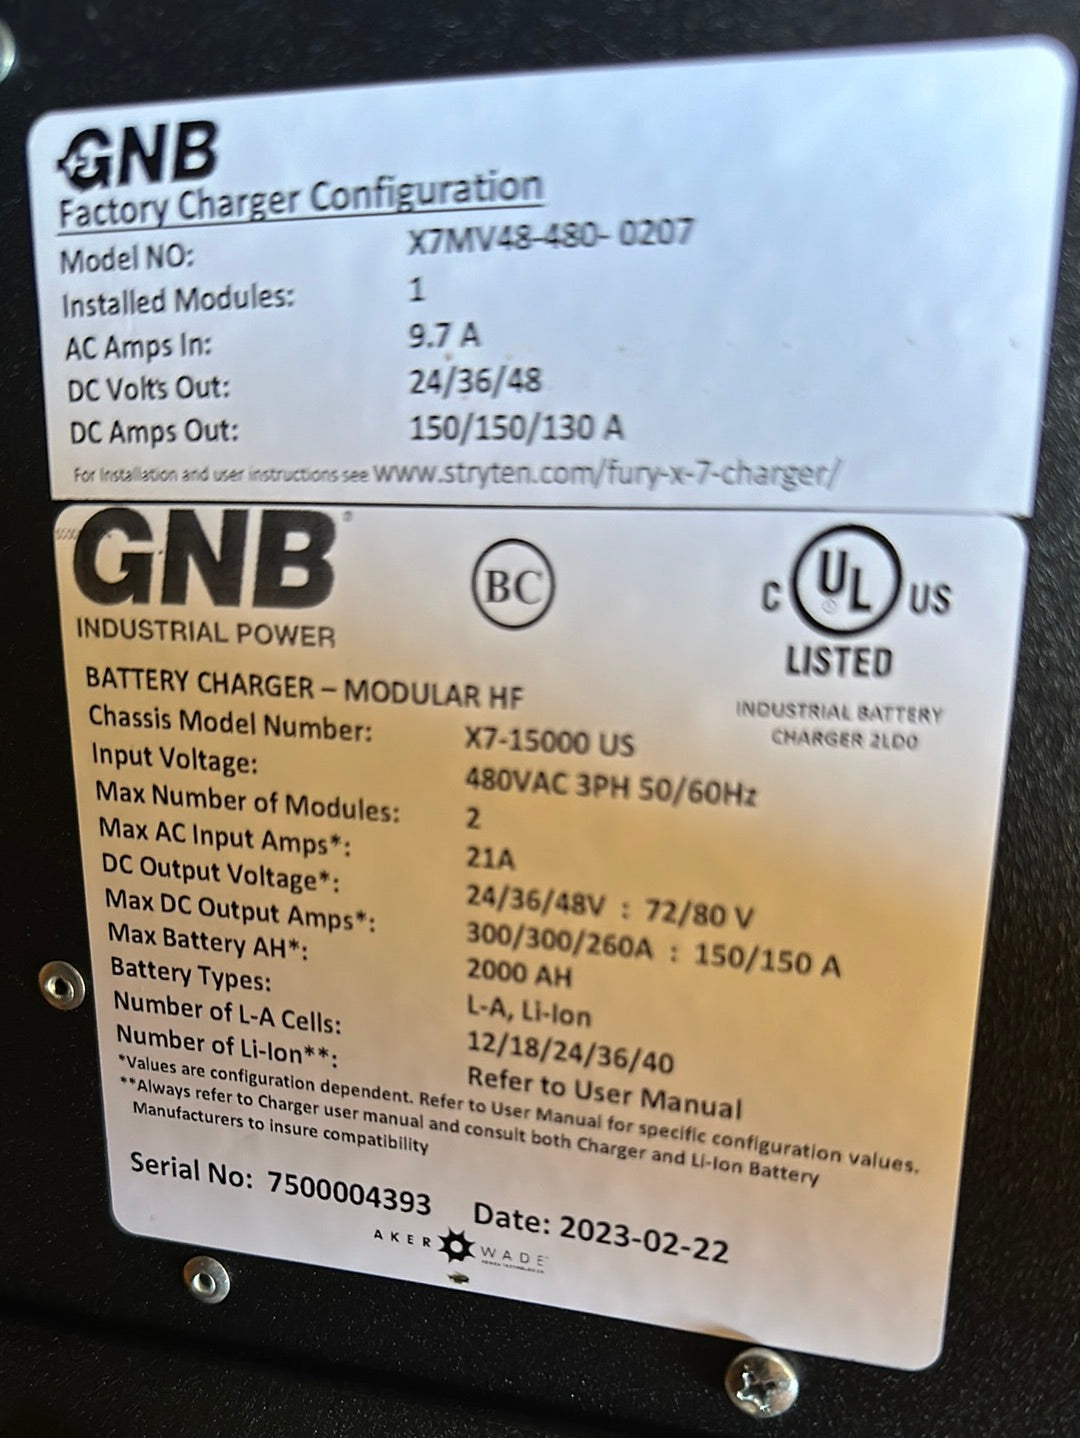 GNB
Factory Charger Configuration
Model NO: X7MV48-480- 0207
Installed Modules: 1
AC Amps In: 9.7 A
DC Volts Out: 24/36/48
DC Amps Out: 150/150/130 A
For Installation and user instructions see www.stryten.com/fury-x-7-charger/
GNB®
INDUSTRIAL POWER
BC
C UL US
LISTED
INDUSTRIAL BATTERY
CHARGER 2LD0
BATTERY CHARGER – MODULAR HF
Chassis Model Number: X7-15000 US
Input Voltage: 480VAC 3PH 50/60Hz
Max Number of Modules: 2
Max AC Input Amps*: 21A
DC Output Voltage*: 24/36/48V : 72/80 V
Max DC Output Amps*: 300/300/260A : 150/150 A
Max Battery AH*: 2000 AH
Battery Types: L-A, Li-Ion
Number of L-A Cells: 12/18/24/36/40
Number of Li-Ion**: Refer to User Manual
*Values are configuration dependent. Refer to User Manual for specific configuration values.
**Always refer to Charger user manual and consult both Charger and Li-Ion Battery
Manufacturers to insure compatibility
Serial No: 7500004393 Date: 2023-02-22
AKER WADE